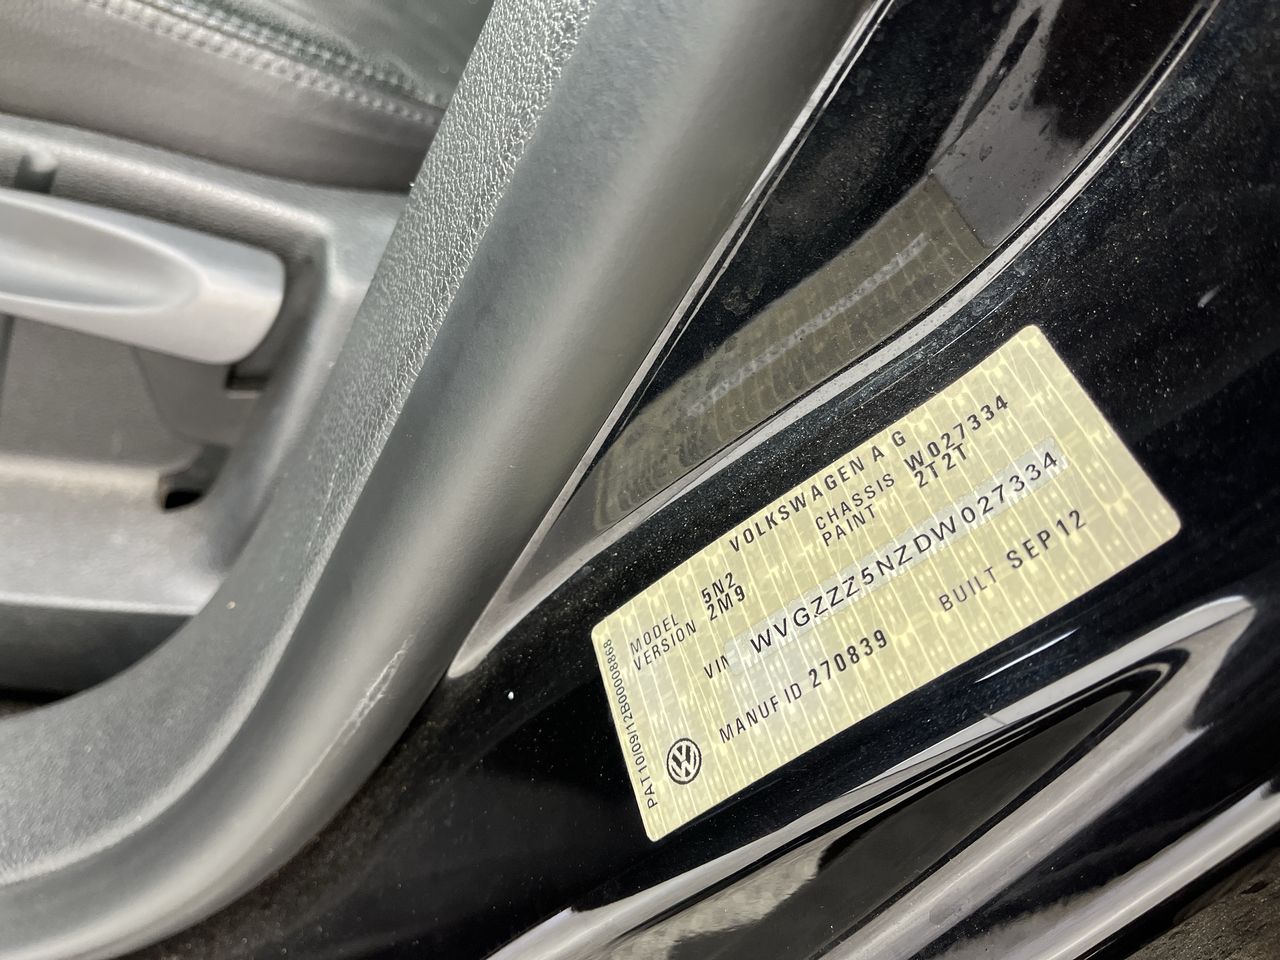 VOLKSWAGEN A G
MODEL 5N2 CHASSIS W027334
VERSION 2M9 PAINT 2T2T
VIN WVGZZZ5NZDW027334
MANUF ID 270839 BUILT SEP12
PAT10/09/12B00008868